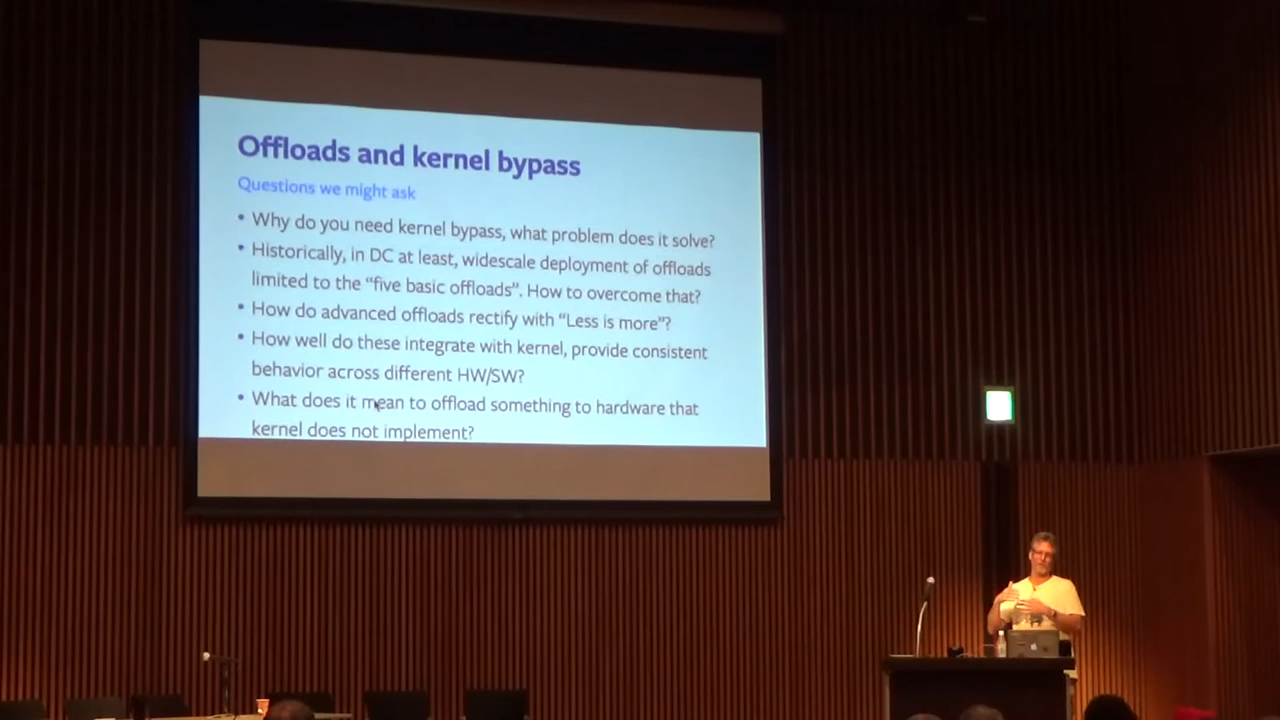 Offloads and kernel bypass
Questions we might ask
• Why do you need kernel bypass, what problem does it solve?
• Historically, in DC at least, widescale deployment of offloads
limited to the “five basic offloads”. How to overcome that?
• How do advanced offloads rectify with “Less is more”?
• How well do these integrate with kernel, provide consistent
behavior across different HW/SW?
• What does it mean to offload something to hardware that
kernel does not implement?